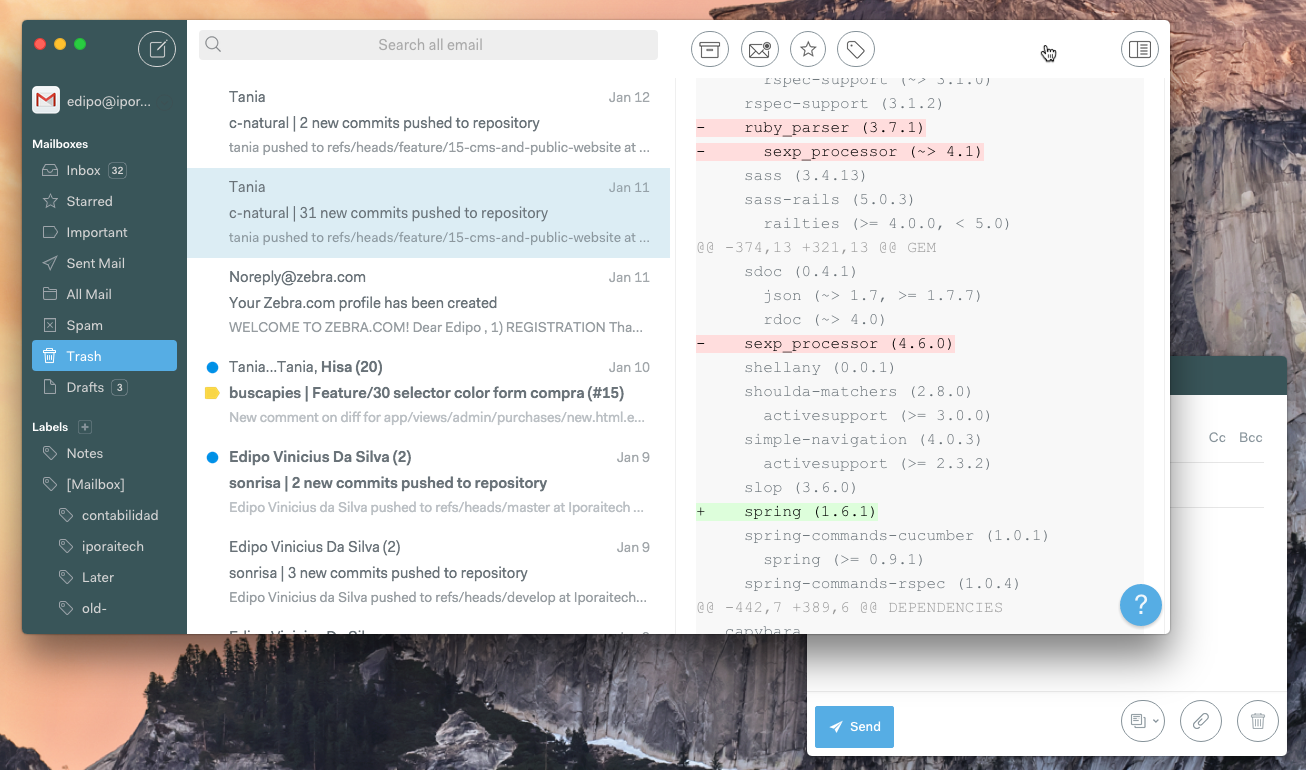 Search all email
edipo@ipor...
Mailboxes
Inbox 32
Starred
Important
Sent Mail
All Mail
Spam
Trash
Drafts 3
Labels +
Notes
[Mailbox]
contabilidad
iporaitech
Later
old-
Tania Jan 12
c-natural | 2 new commits pushed to repository
tania pushed to refs/heads/feature/15-cms-and-public-website at ...
Tania Jan 11
c-natural | 31 new commits pushed to repository
tania pushed to refs/heads/feature/15-cms-and-public-website at ...
Noreply@zebra.com Jan 11
Your Zebra.com profile has been created
WELCOME TO ZEBRA.COM! Dear Edipo , 1) REGISTRATION Tha...
Tania...Tania, Hisa (20) Jan 10
buscapies | Feature/30 selector color form compra (#15)
New comment on diff for app/views/admin/purchases/new.html.e...
Edipo Vinicius Da Silva (2) Jan 9
sonrisa | 2 new commits pushed to repository
Edipo Vinicius da Silva pushed to refs/heads/master at Iporaitech ...
Edipo Vinicius Da Silva (2) Jan 9
sonrisa | 3 new commits pushed to repository
Edipo Vinicius da Silva pushed to refs/heads/develop at Iporaitech...
Edipo Vinicius Da Silva
rspec-support (~> 3.1.0)
rspec-support (3.1.2)
- ruby_parser (3.7.1)
- sexp_processor (~> 4.1)
sass (3.4.13)
sass-rails (5.0.3)
railties (>= 4.0.0, < 5.0)
@@ -374,13 +321,13 @@ GEM
sdoc (0.4.1)
json (~> 1.7, >= 1.7.7)
rdoc (~> 4.0)
- sexp_processor (4.6.0)
shellany (0.0.1)
shoulda-matchers (2.8.0)
activesupport (>= 3.0.0)
simple-navigation (4.0.3)
activesupport (>= 2.3.2)
slop (3.6.0)
+ spring (1.6.1)
spring-commands-cucumber (1.0.1)
spring (>= 0.9.1)
spring-commands-rspec (1.0.4)
@@ -442,7 +389,6 @@ DEPENDENCIES
capybara
?
Cc Bcc
Send